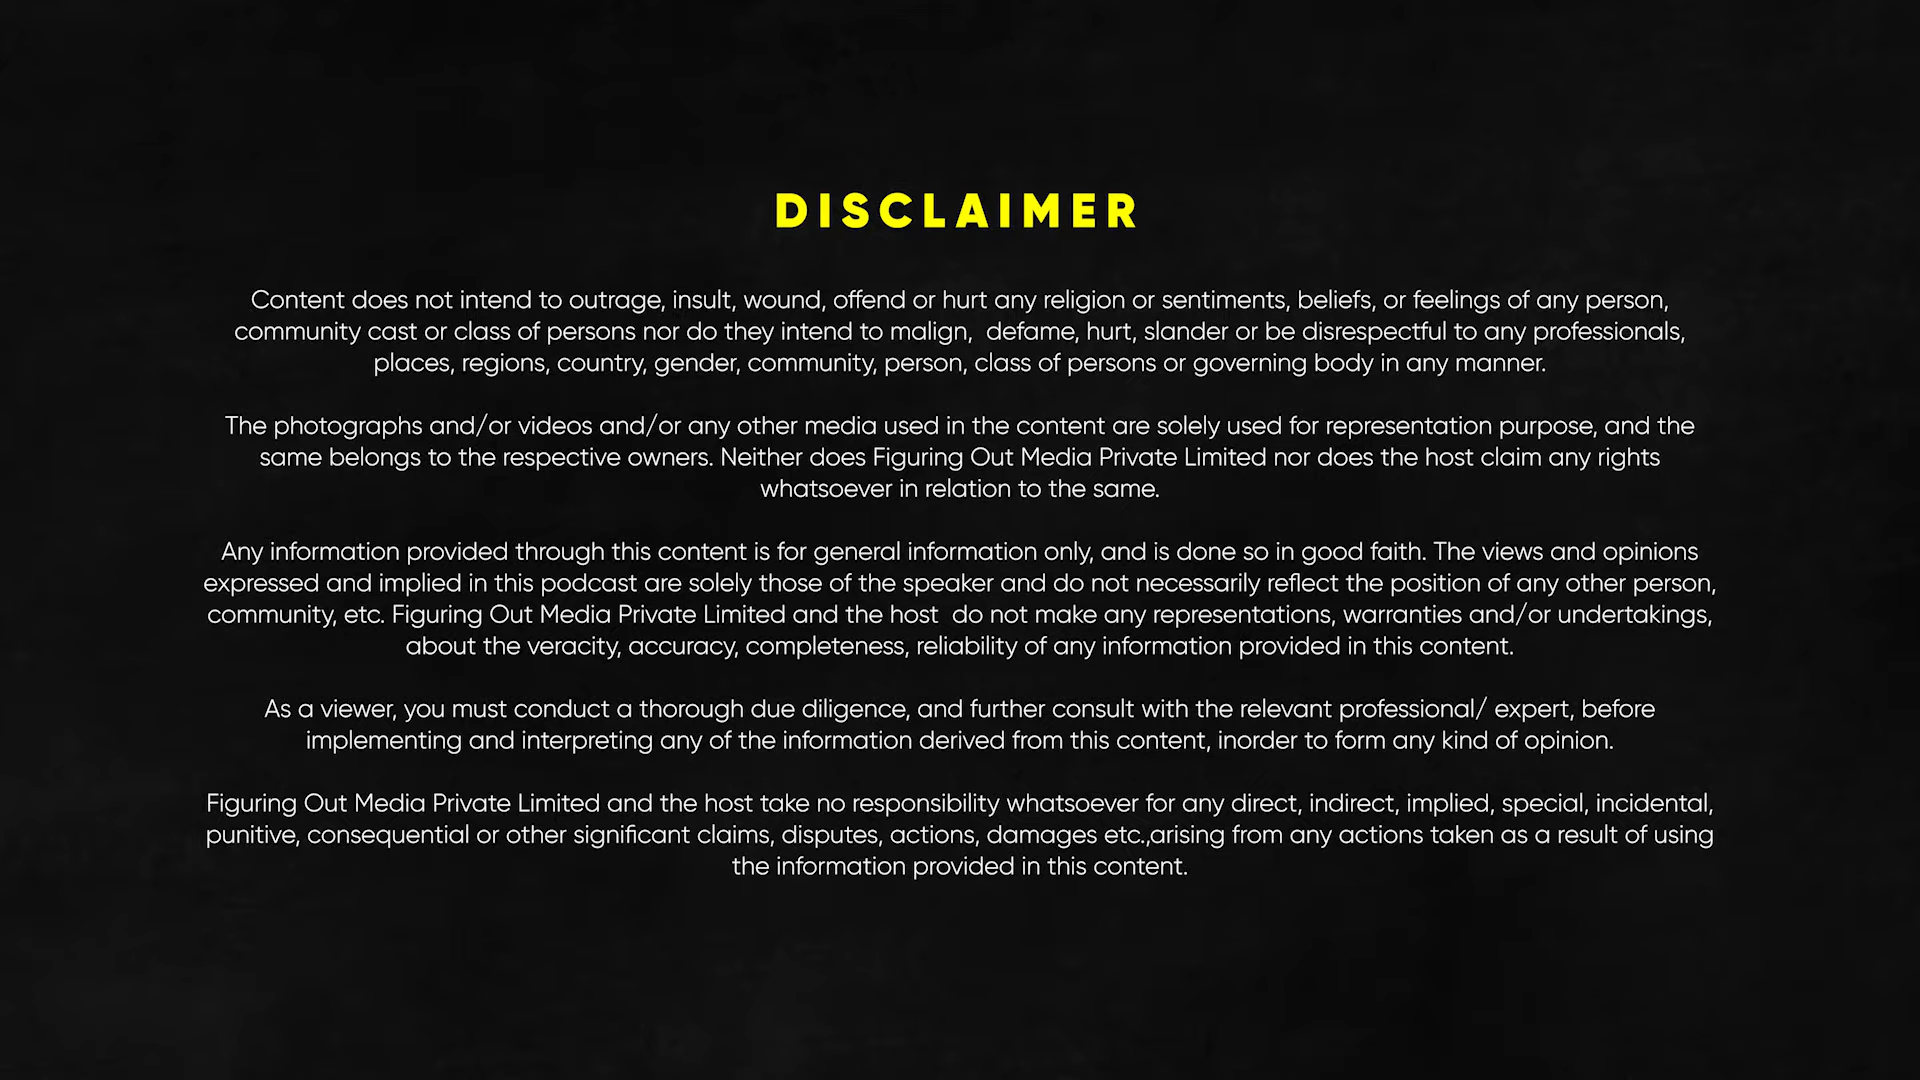 DISCLAIMER
Content does not intend to outrage, insult, wound, offend or hurt any religion or sentiments, beliefs, or feelings of any person,
community cast or class of persons nor do they intend to malign,  defame, hurt, slander or be disrespectful to any professionals,
places, regions, country, gender, community, person, class of persons or governing body in any manner.
The photographs and/or videos and/or any other media used in the content are solely used for representation purpose, and the
same belongs to the respective owners. Neither does Figuring Out Media Private Limited nor does the host claim any rights
whatsoever in relation to the same.
Any information provided through this content is for general information only, and is done so in good faith. The views and opinions
expressed and implied in this podcast are solely those of the speaker and do not necessarily reflect the position of any other person,
community, etc. Figuring Out Media Private Limited and the host  do not make any representations, warranties and/or undertakings,
about the veracity, accuracy, completeness, reliability of any information provided in this content.
As a viewer, you must conduct a thorough due diligence, and further consult with the relevant professional/ expert, before
implementing and interpreting any of the information derived from this content, inorder to form any kind of opinion.
Figuring Out Media Private Limited and the host take no responsibility whatsoever for any direct, indirect, implied, special, incidental,
punitive, consequential or other significant claims, disputes, actions, damages etc.,arising from any actions taken as a result of using
the information provided in this content.